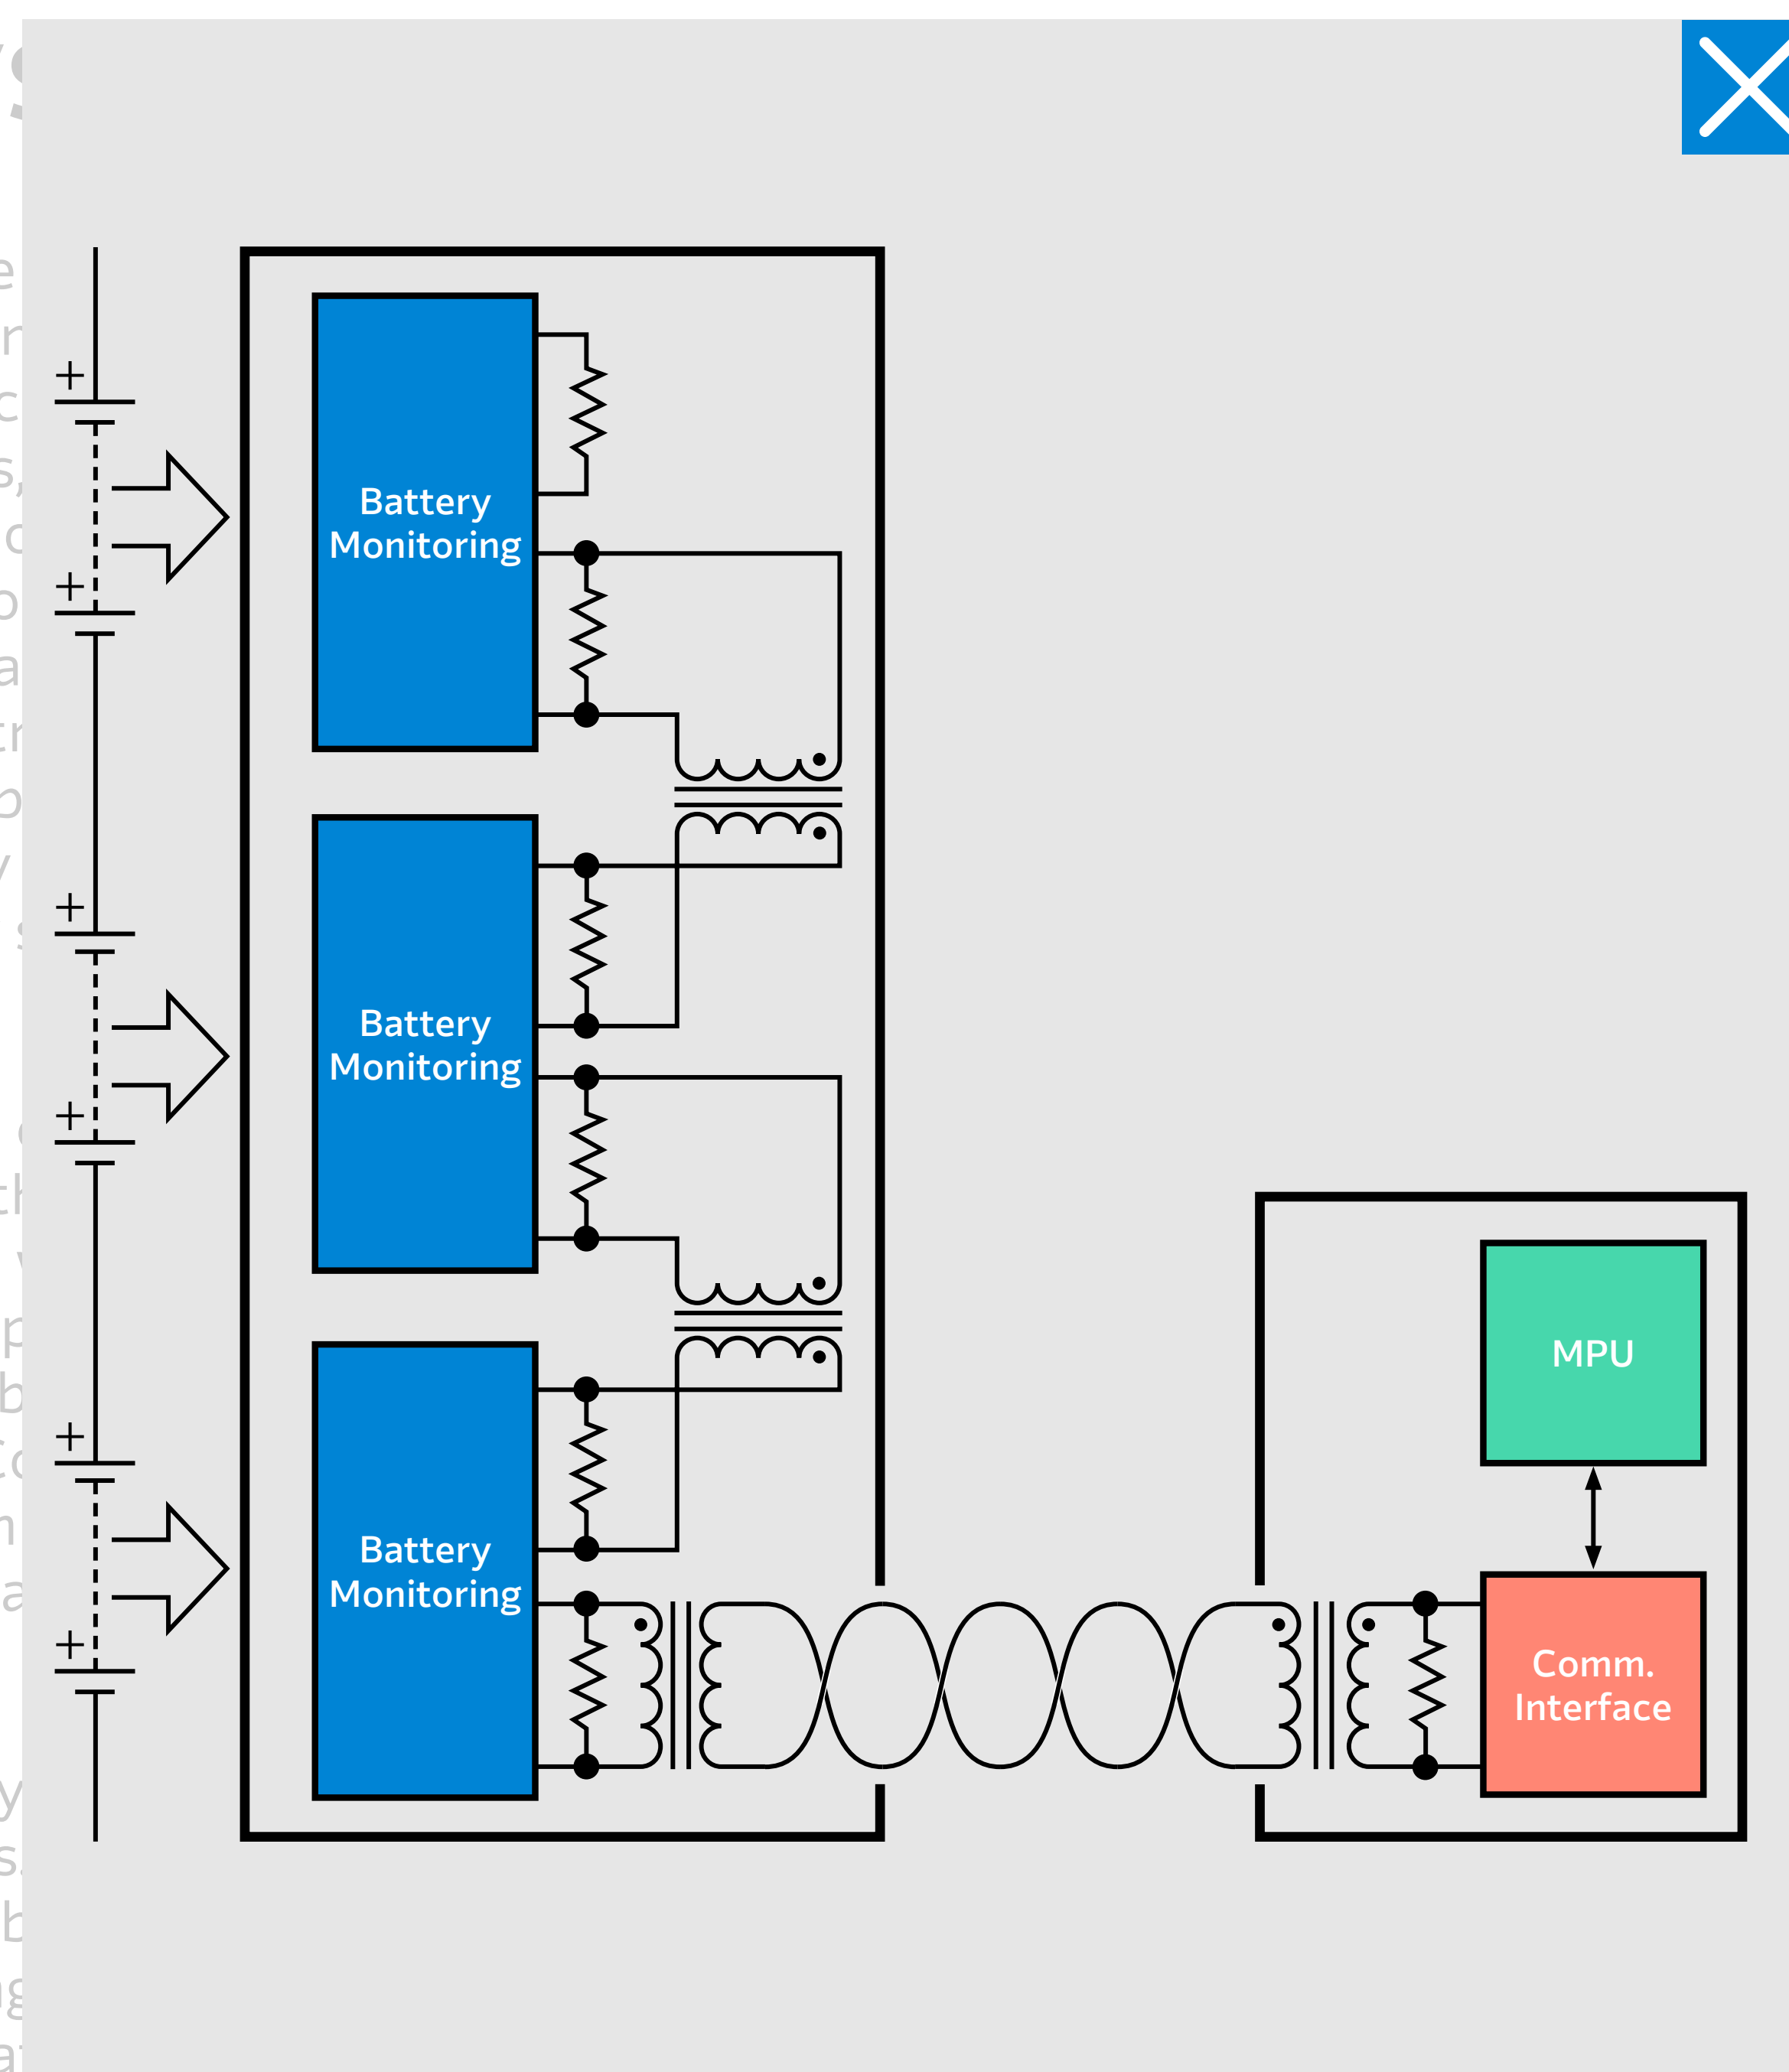 Battery
Monitoring
Battery
Monitoring
Battery
Monitoring
MPU
Comm.
Interface